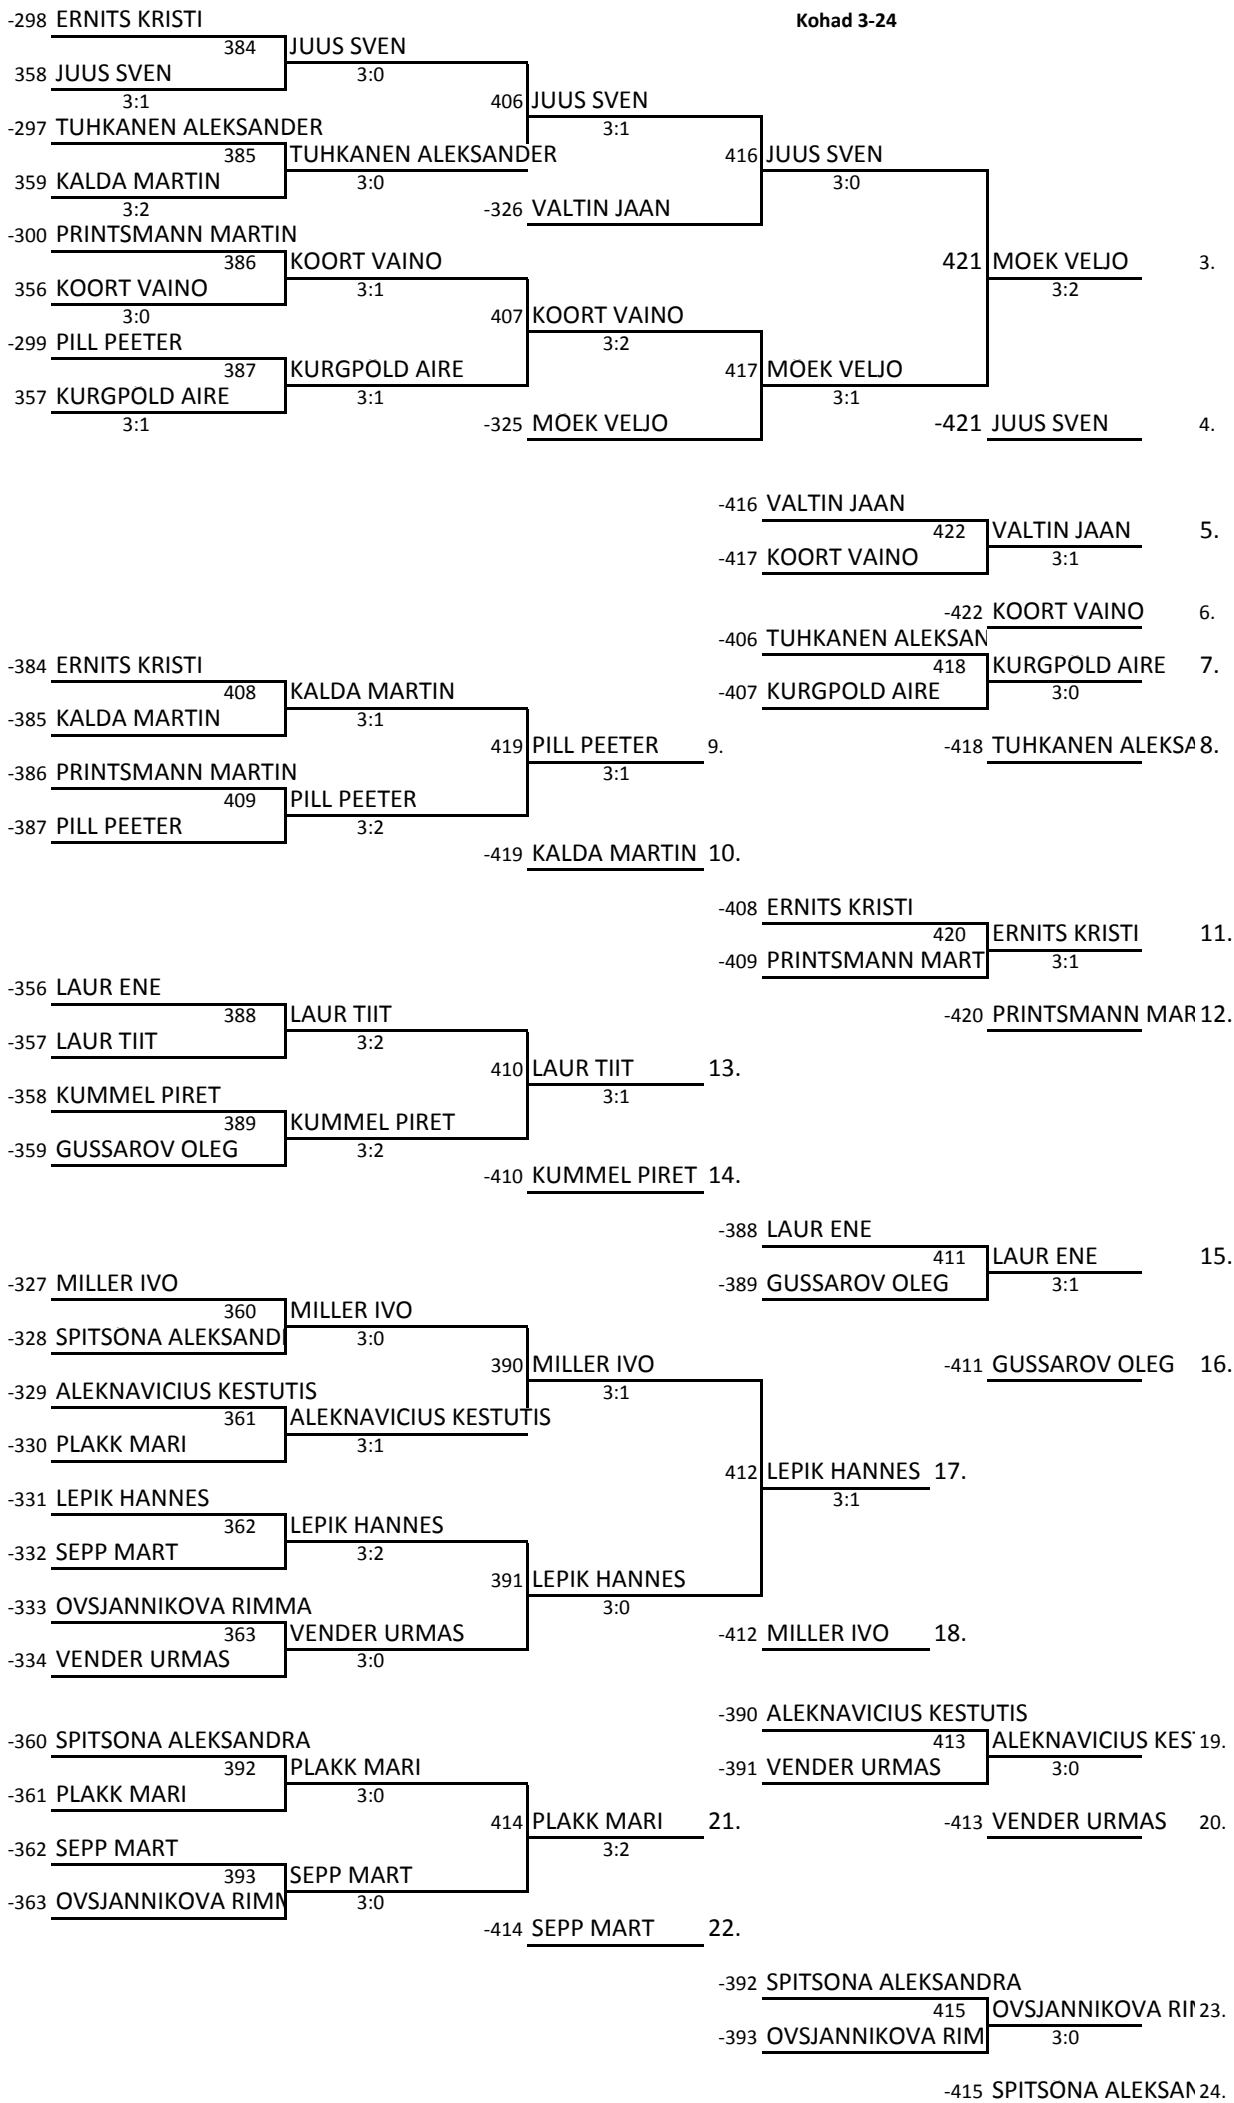 Kohad 3-24
-298 ERNITS KRISTI
384 JUUS SVEN
358 JUUS SVEN 3:0
3:1 406 JUUS SVEN
-297 TUHKANEN ALEKSANDER 3:1
385 TUHKANEN ALEKSANDER 416 JUUS SVEN
359 KALDA MARTIN 3:0 3:0
3:2 -326 VALTIN JAAN
-300 PRINTSMANN MARTIN
386 KOORT VAINO 421 MOEK VELJO 3.
356 KOORT VAINO 3:1 3:2
3:0 407 KOORT VAINO
-299 PILL PEETER 3:2
387 KURGPÕLD AIRE 417 MÕEK VELJO
357 KURGPÕLD AIRE 3:1 3:1
3:1 -325 MÕEK VELJO -421 JUUS SVEN 4.
-416 VALTIN JAAN
422 VALTIN JAAN 5.
-417 KOORT VAINO 3:1
-422 KOORT VAINO 6.
-406 TUHKANEN ALEKSAN
-384 ERNITS KRISTI 418 KURGPÕLD AIRE 7.
408 KALDA MARTIN -407 KURGPOLD AIRE 3:0
-385 KALDA MARTIN 3:1
419 PILL PEETER 9. -418 TUHKANEN ALEKSA 8.
-386 PRINTSMANN MARTIN 3:1
409 PILL PEETER
-387 PILL PEETER 3:2
-419 KALDA MARTIN 10.
-408 ERNITS KRISTI
420 ERNITS KRISTI 11.
-409 PRINTSMANN MART 3:1
-356 LAUR ENE
388 LAUR TIIT -420 PRINTSMANN MAR 12.
-357 LAUR TIIT 3:2
410 LAUR TIIT 13.
-358 KUMMEL PIRET 3:1
389 KUMMEL PIRET
-359 GUSSAROV OLEG 3:2
-410 KUMMEL PIRET 14.
-388 LAUR ENE
411 LAUR ENE 15.
-327 MILLER IVO -389 GUSSAROV OLEG 3:1
360 MILLER IVO
-328 SPITSÕNA ALEKSAND 3:0
390 MILLER IVO -411 GUSSAROV OLEG 16.
-329 ALEKNAVICIUS KESTUTIS 3:1
361 ALEKNAVICIUS KESTUTIS
-330 PLAKK MARI 3:1
412 LEPIK HANNES 17.
-331 LEPIK HANNES 3:1
362 LEPIK HANNES
-332 SEPP MART 3:2
391 LEPIK HANNES
-333 OVSJANNIKOVA RIMMA 3:0
363 VENDER URMAS -412 MILLER IVO 18.
-334 VENDER URMAS 3:0
-390 ALEKNAVICIUS KESTUTIS
-360 SPITSONA ALEKSANDRA 413 ALEKNAVICIUS KES 19.
392 PLAKK MARI -391 VENDER URMAS 3:0
-361 PLAKK MARI 3:0
414 PLAKK MARI 21. -413 VENDER URMAS 20.
-362 SEPP MART 3:2
393 SEPP MART
-363 OVSJANNIKOVA RIM 3:0
-414 SEPP MART 22.
-392 SPITSONA ALEKSANDRA
415 OVSJANNIKOVA RI 23.
-393 OVSJANNIKOVA RIM 3:0
-415 SPITSÕNA ALEKSAN 24.